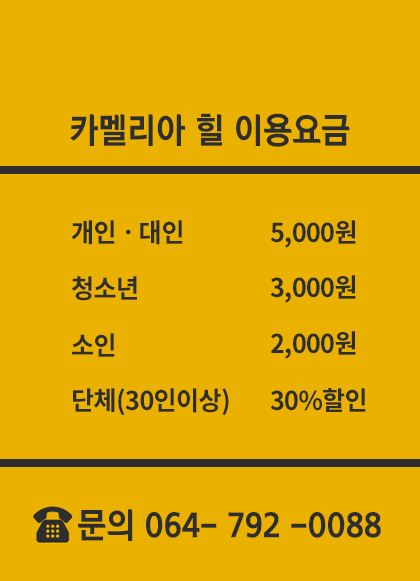 카멜리아 힐 이용요금
개인 · 대인 5,000원
청소년 3,000원
소인 2,000원
단체(30인이상) 30%할인
문의 064- 792 -0088